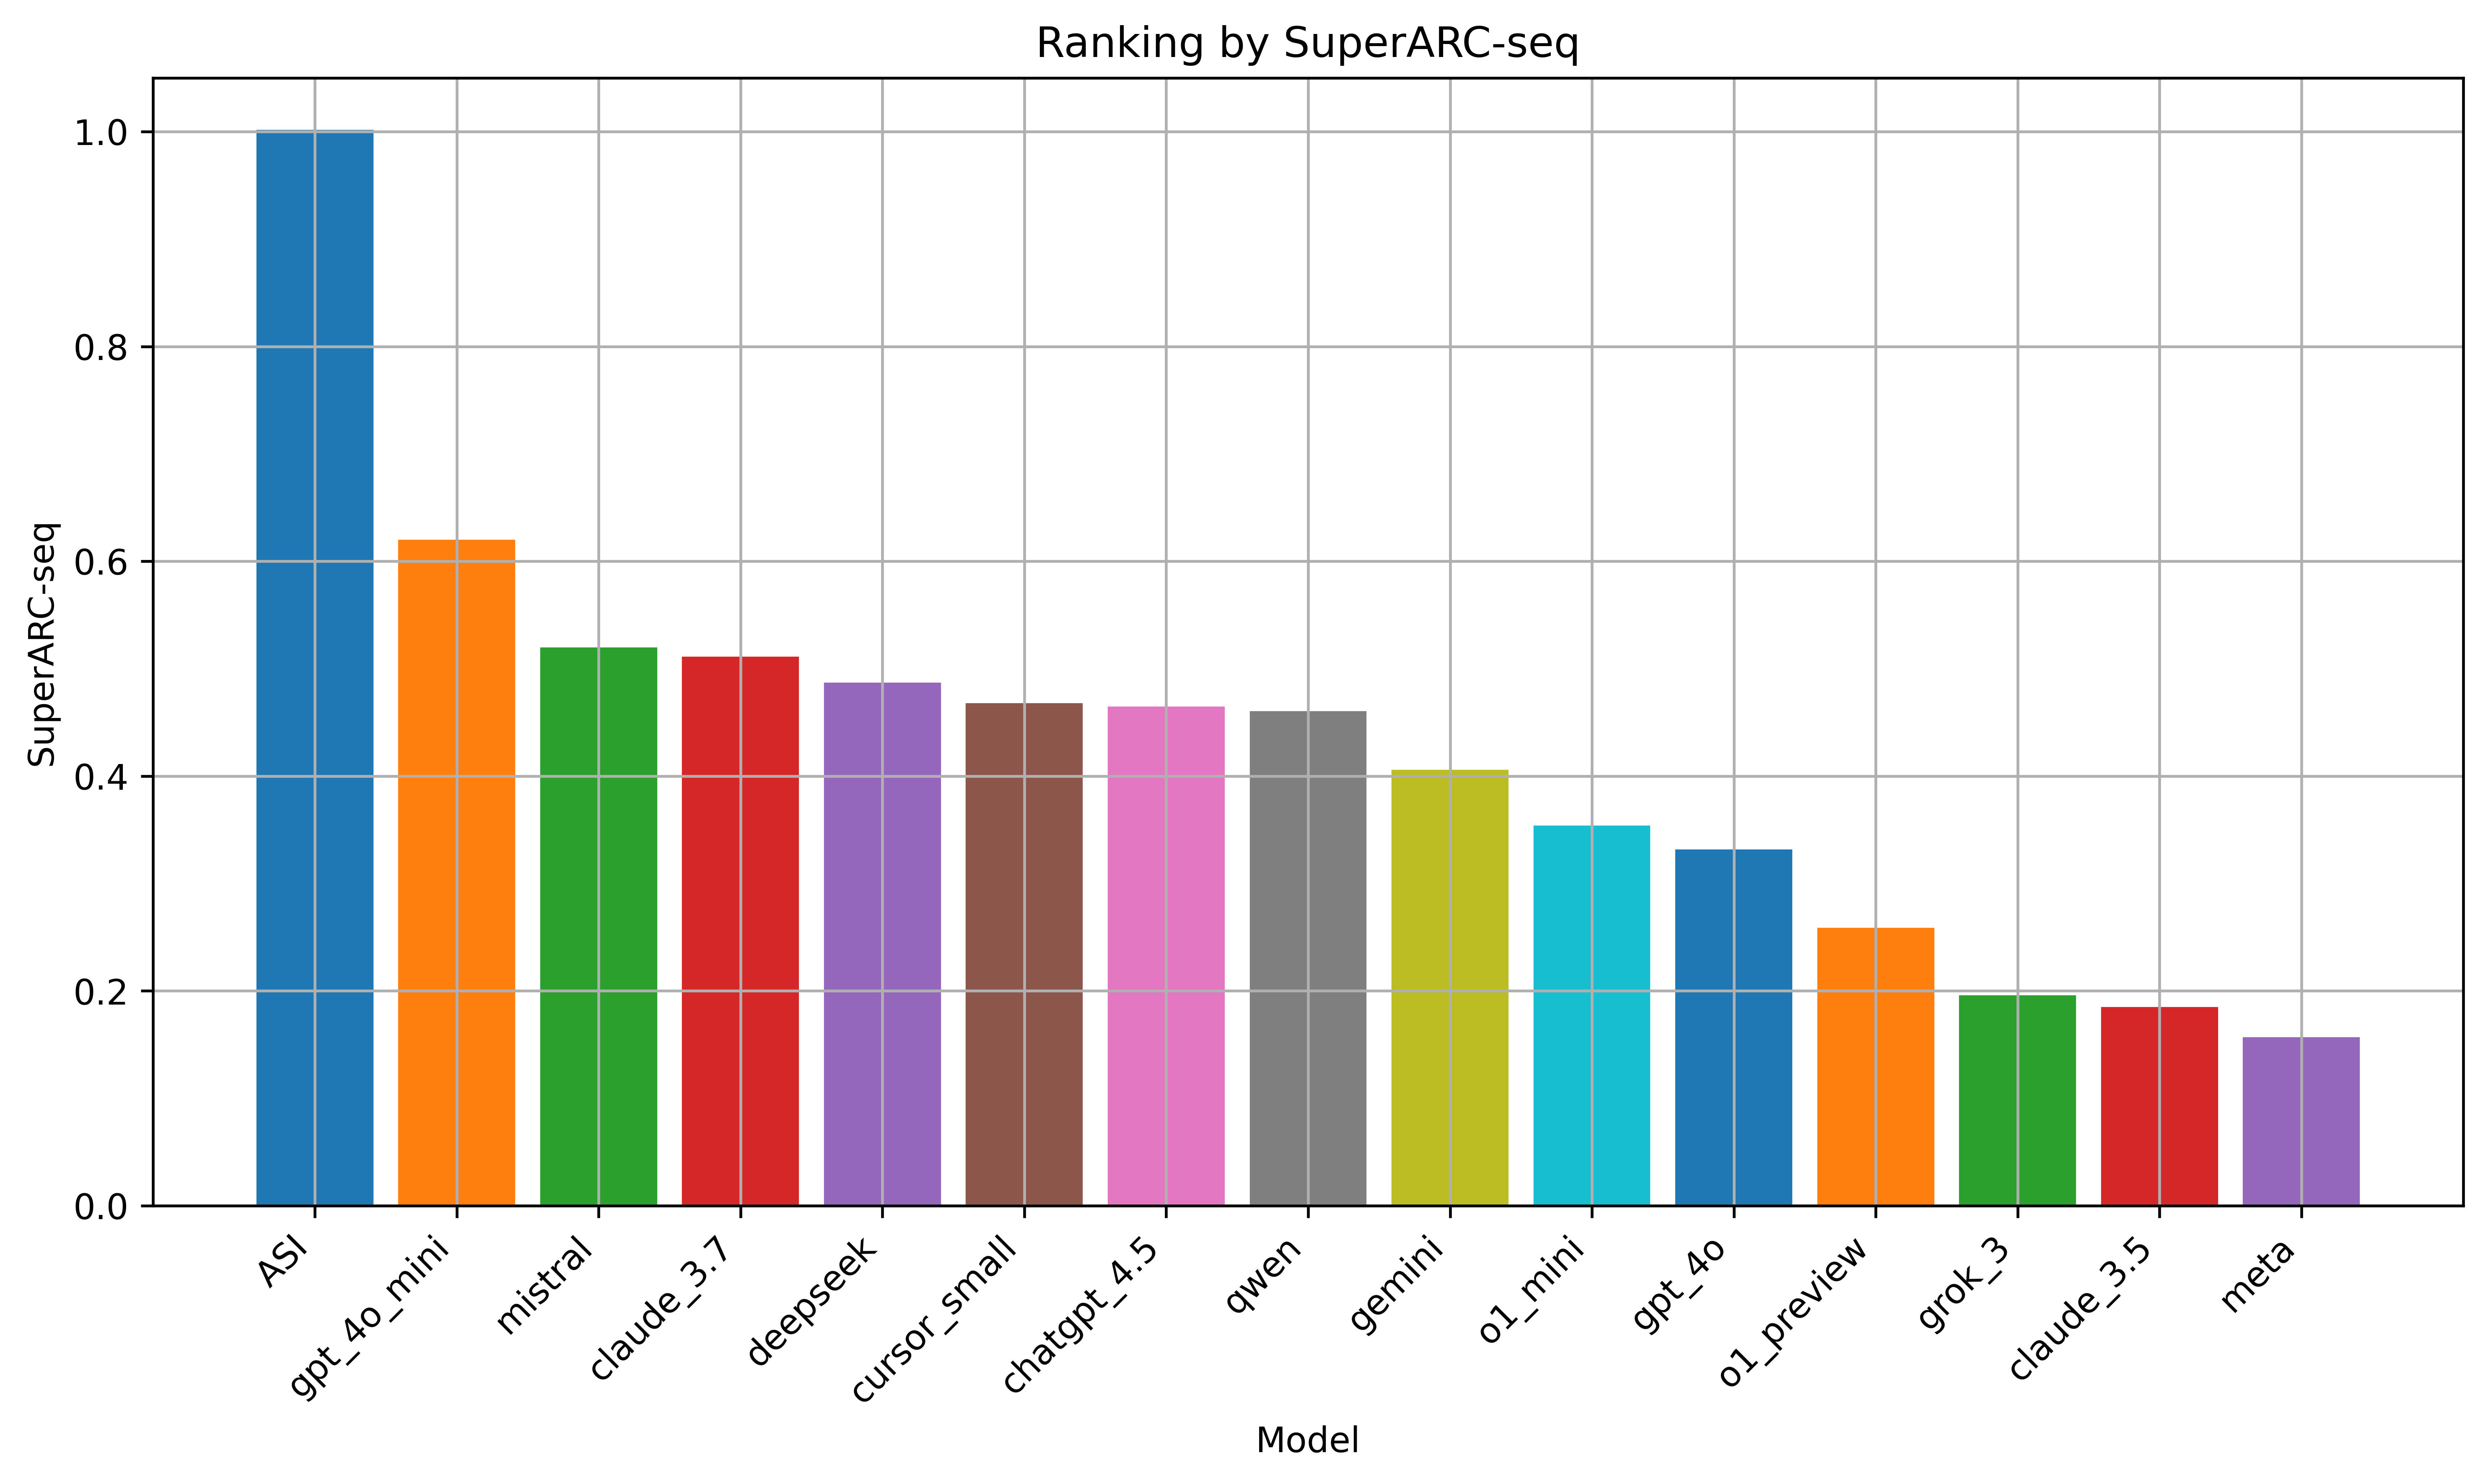 Ranking by SuperARC-seq
SuperARC-seq
1.0
0.8
0.6
0.4
0.2
0.0
ASI
gpt_4o_mini
mistral
claude_3.7
deepseek
cursor_small
chatgpt_4.5
qwen
gemini
o1_mini
gpt_4o
o1_preview
grok_3
claude_3.5
meta
Model